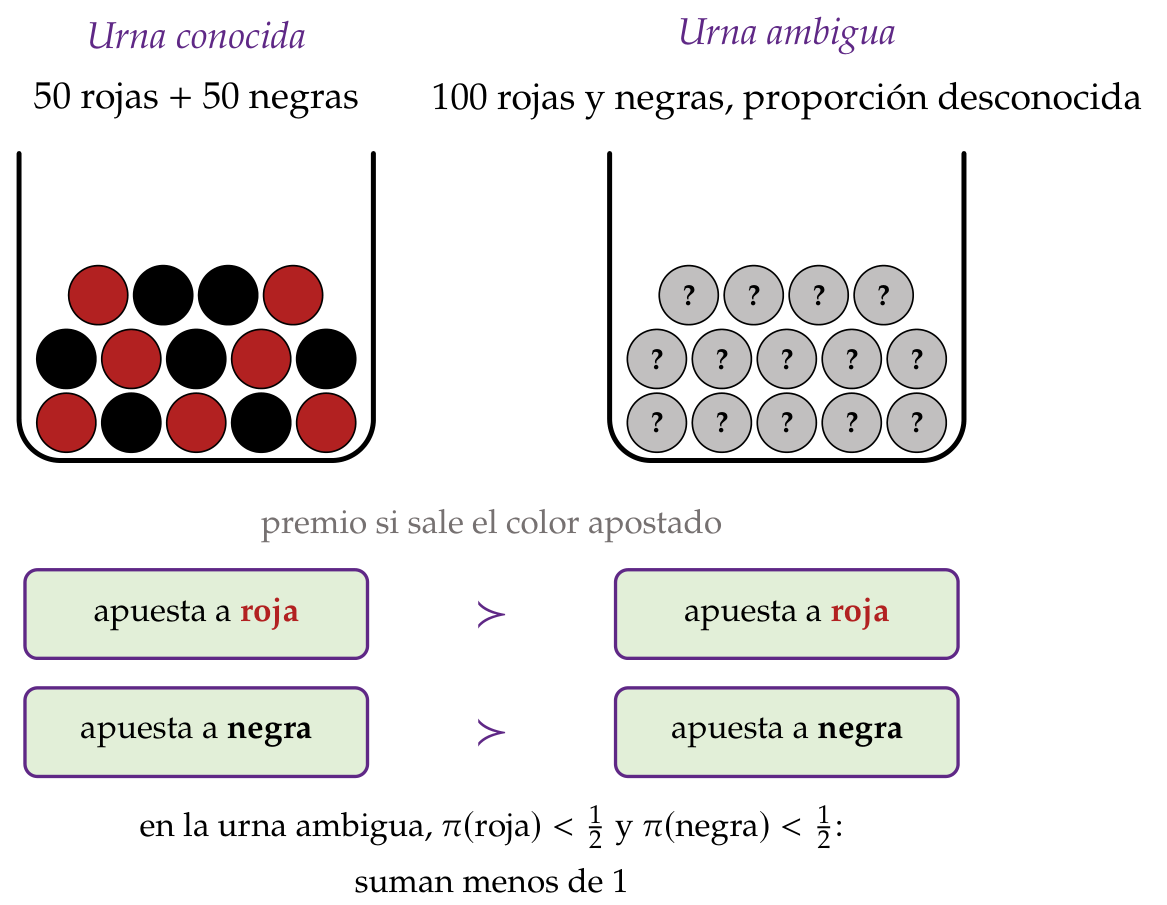 Urna conocida
Urna ambigua
50 rojas + 50 negras
100 rojas y negras, proporción desconocida
? ? ? ?
? ? ? ? ?
? ? ? ? ?
premio si sale el color apostado
apuesta a roja ≻ apuesta a roja
apuesta a negra ≻ apuesta a negra
en la urna ambigua, π(roja) < 1/2 y π(negra) < 1/2:
suman menos de 1